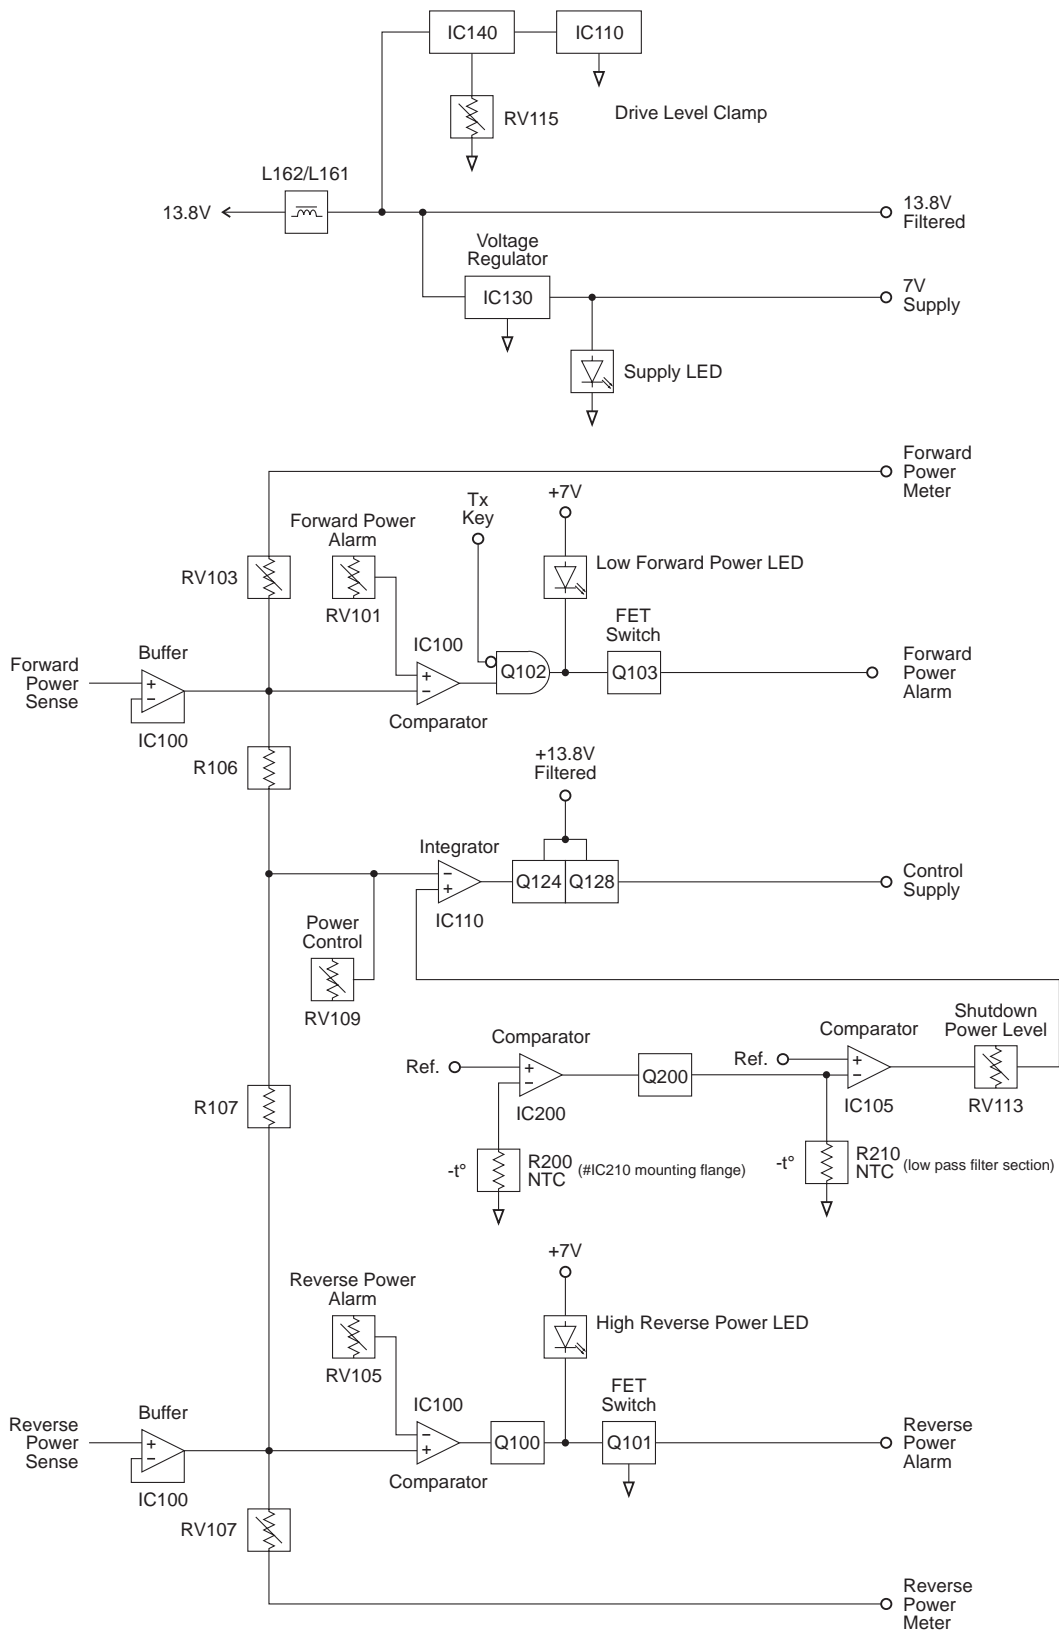 IC140
IC110
RV115
Drive Level Clamp
L162/L161
13.8V
13.8V
Filtered
Voltage
Regulator
IC130
7V
Supply
Supply LED
Forward
Power
Meter
Tx
Key
+7V
Forward Power
Alarm
RV103
RV101
Low Forward Power LED
IC100
FET
Switch
Buffer
Forward
Power
Sense
+
−
IC100
+
−
Comparator
Q102
Q103
Forward
Power
Alarm
R106
+13.8V
Filtered
Integrator
−
+
IC110
Q124
Q128
Control
Supply
Power
Control
RV109
Comparator
Ref.
+
−
IC200
Q200
Comparator
Ref.
+
−
IC105
Shutdown
Power Level
RV113
R107
-t°
R200
NTC (#IC210 mounting flange)
-t°
R210
NTC (low pass filter section)
+7V
Reverse Power
Alarm
RV105
High Reverse Power LED
IC100
FET
Switch
Buffer
Reverse
Power
Sense
+
−
IC100
−
+
Comparator
Q100
Q101
Reverse
Power
Alarm
RV107
Reverse
Power
Meter